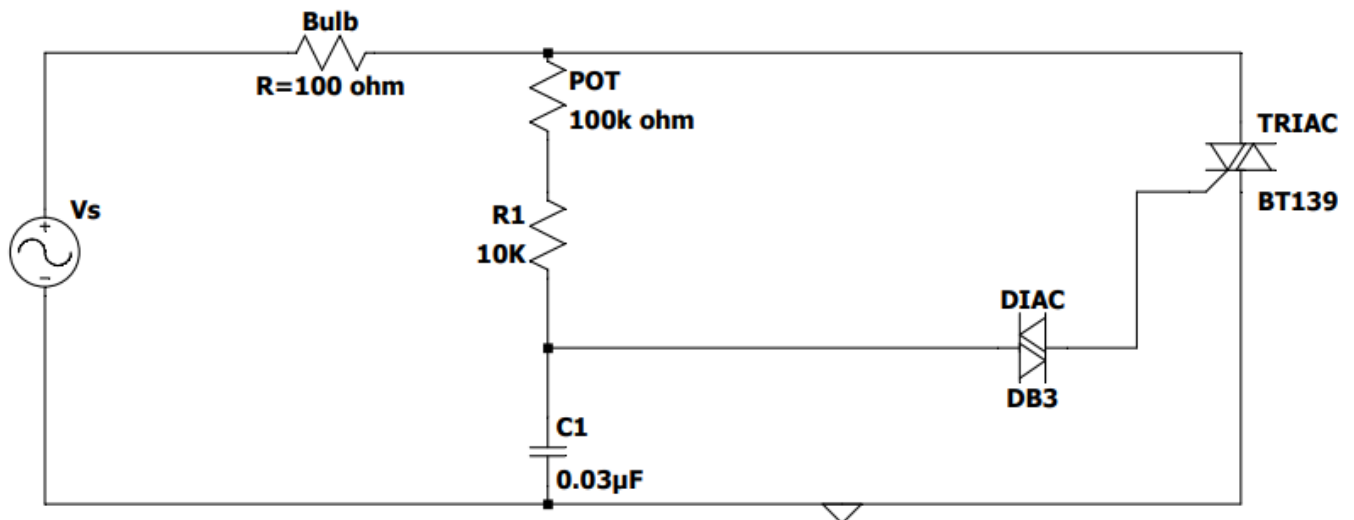 Bulb
R=100 ohm
POT
100k ohm
TRIAC
BT139
Vs
+
-
R1
10K
DIAC
DB3
C1
0.03µF